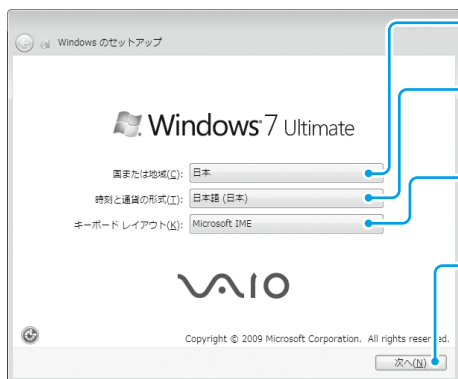 Windows のセットアップ
Windows 7 Ultimate
国または地域(C): 日本
時刻と通貨の形式(T): 日本語 (日本)
キーボード レイアウト(K): Microsoft IME
VAIO
Copyright © 2009 Microsoft Corporation. All rights reserved.
次へ(N)